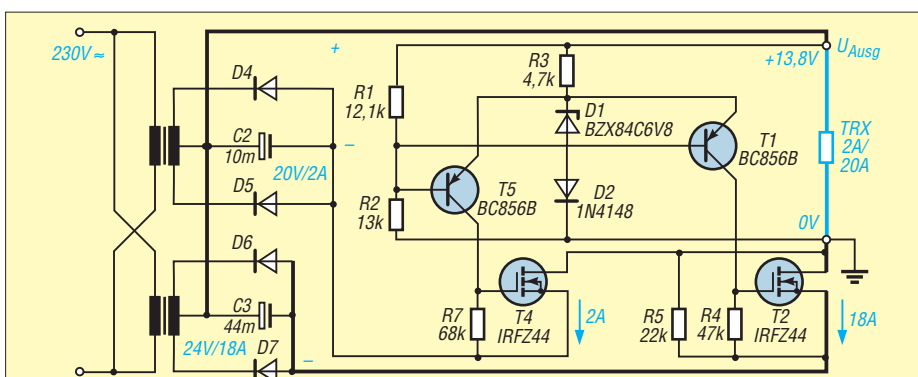 230V≈
+
D4
C2
10m
20V/2A
–
D5
D6
C3
44m
24V/18A
–
D7
R1
12,1k
R2
13k
R3
4,7k
D1
BZX84C6V8
D2
1N4148
T5
BC856B
T1
BC856B
+13,8V
UAusg
TRX
2A/
20A
0V
R7
68k
T4
IRFZ44
2A
R5
22k
R4
47k
T2
IRFZ44
18A